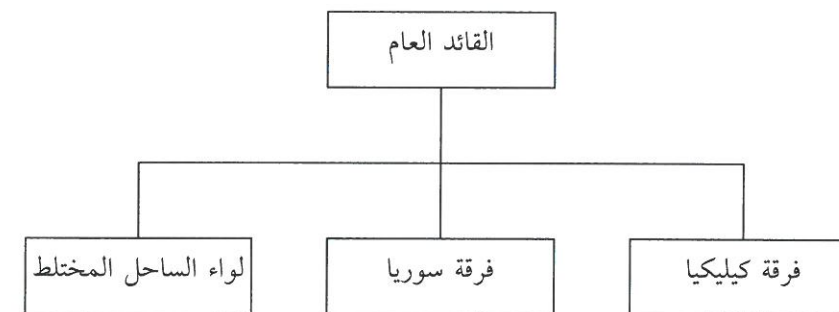 القائد العام
فرقة كيليكيا
فرقة سوريا
لواء الساحل المختلط